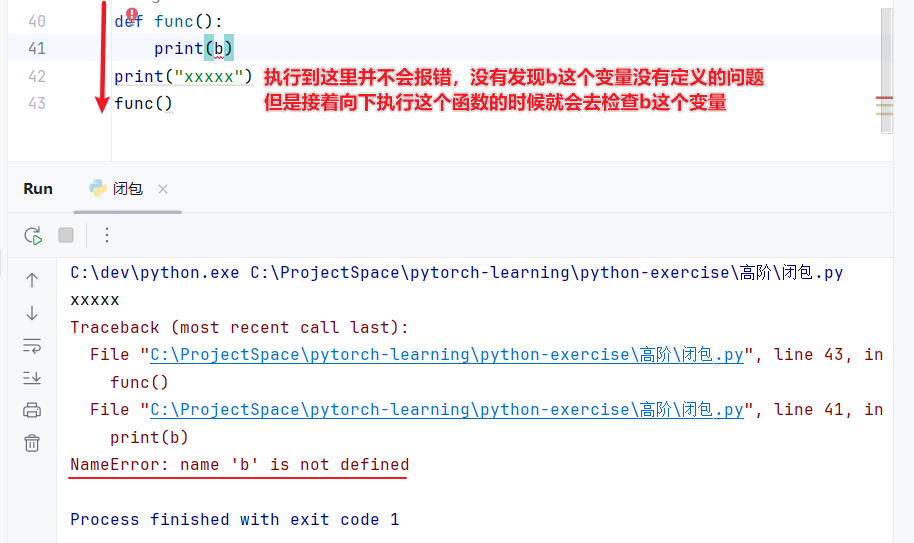 40 def func():
41 print(b)
42 print("xxxxx") 执行到这里并不会报错，没有发现b这个变量没有定义的问题
43 func() 但是接着向下执行这个函数的时候就会去检查b这个变量
Run 闭包
C:\dev\python.exe C:\ProjectSpace\pytorch-learning\python-exercise\高阶\闭包.py
xxxxx
Traceback (most recent call last):
File "C:\ProjectSpace\pytorch-learning\python-exercise\高阶\闭包.py", line 43, in
func()
File "C:\ProjectSpace\pytorch-learning\python-exercise\高阶\闭包.py", line 41, in
print(b)
NameError: name 'b' is not defined
Process finished with exit code 1